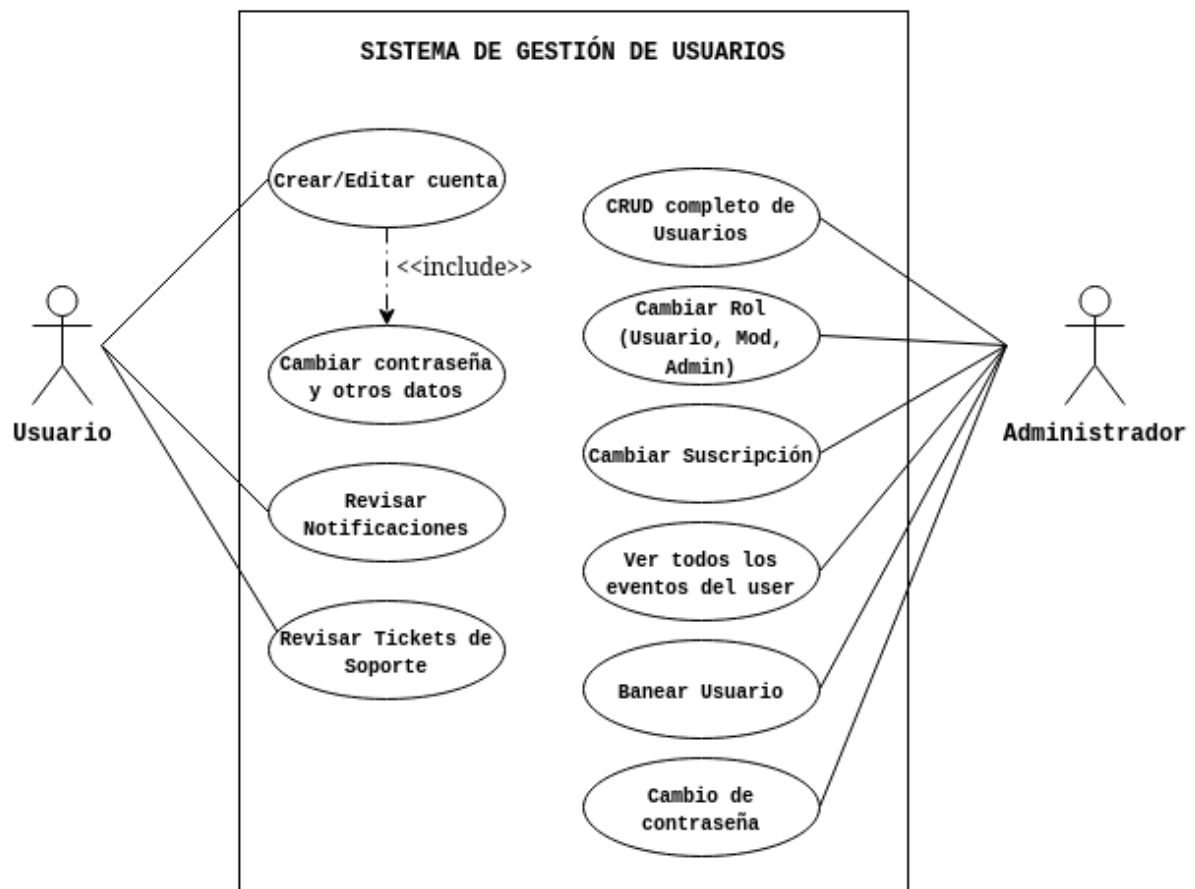 SISTEMA DE GESTIÓN DE USUARIOS
Crear/Editar cuenta
<<include>>
Cambiar contraseña
y otros datos
Revisar
Notificaciones
Revisar Tickets de
Soporte
CRUD completo de
Usuarios
Cambiar Rol
(Usuario, Mod,
Admin)
Cambiar Suscripción
Ver todos los
eventos del user
Banear Usuario
Cambio de
contraseña
Usuario
Administrador